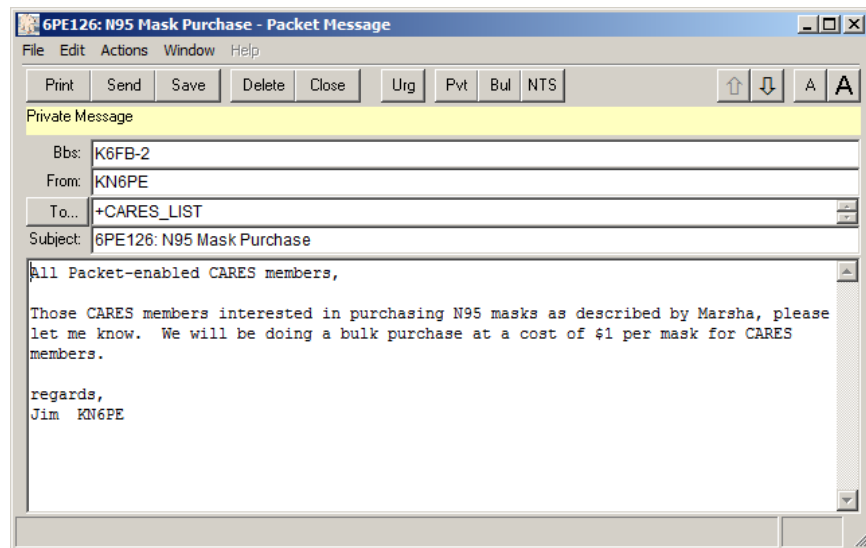 6PE126: N95 Mask Purchase - Packet Message
File Edit Actions Window Help
Print Send Save Delete Close Urg Pvt Bul NTS A A
Private Message
Bbs: K6FB-2
From: KN6PE
To... +CARES_LIST
Subject: 6PE126: N95 Mask Purchase
All Packet-enabled CARES members,
Those CARES members interested in purchasing N95 masks as described by Marsha, please
let me know. We will be doing a bulk purchase at a cost of $1 per mask for CARES
members.
regards,
Jim KN6PE